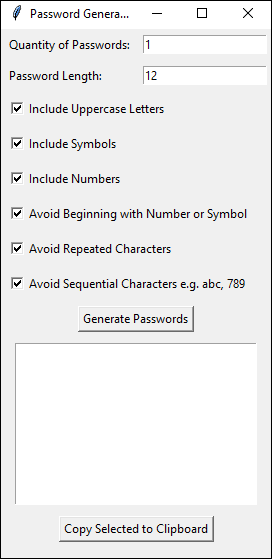 Password Genera...
Quantity of Passwords: 1
Password Length: 12
Include Uppercase Letters
Include Symbols
Include Numbers
Avoid Beginning with Number or Symbol
Avoid Repeated Characters
Avoid Sequential Characters e.g. abc, 789
Generate Passwords
Copy Selected to Clipboard